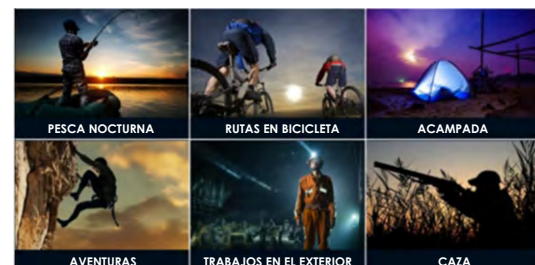 PESCA NOCTURNA
RUTAS EN BICICLETA
ACAMPADA
AVENTURAS
TRABAJOS EN EL EXTERIOR
CAZA